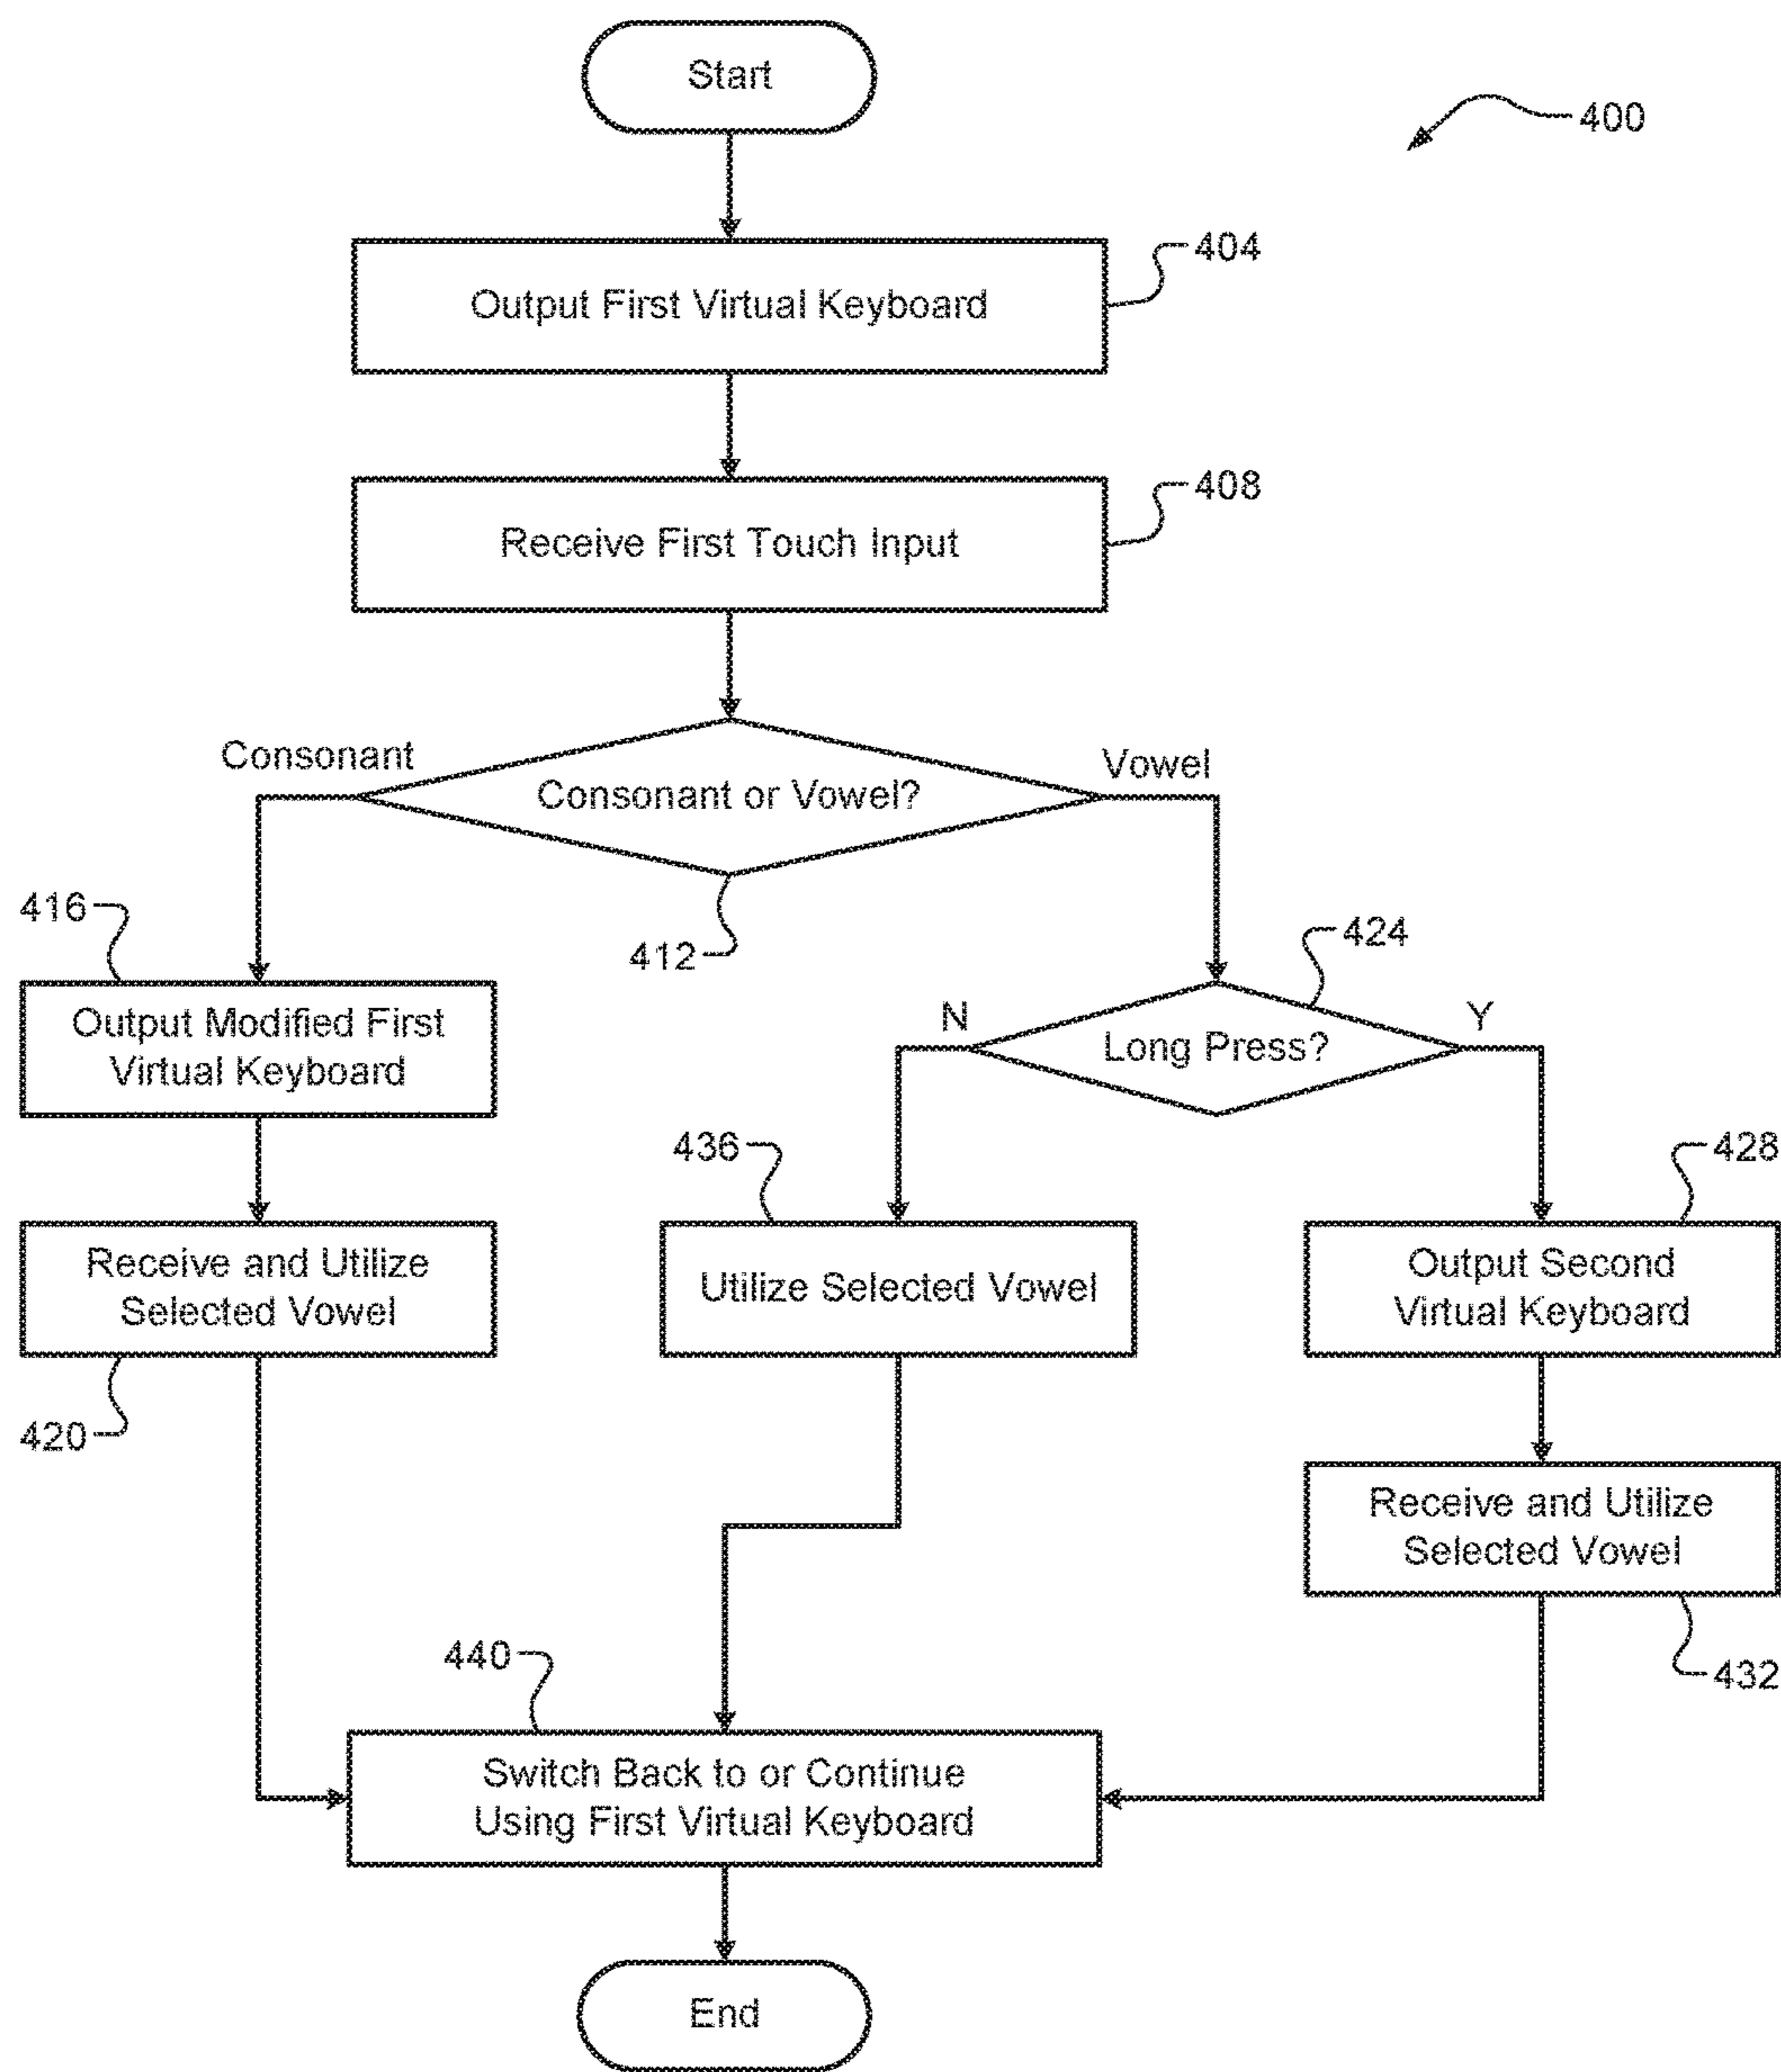 Start
400
404
Output First Virtual Keyboard
408
Receive First Touch Input
Consonant
Vowel
Consonant or Vowel?
416
412
424
Output Modified First
Virtual Keyboard
N
Y
Long Press?
436
428
Receive and Utilize
Selected Vowel
Utilize Selected Vowel
Output Second
Virtual Keyboard
420
Receive and Utilize
Selected Vowel
440
432
Switch Back to or Continue
Using First Virtual Keyboard
End